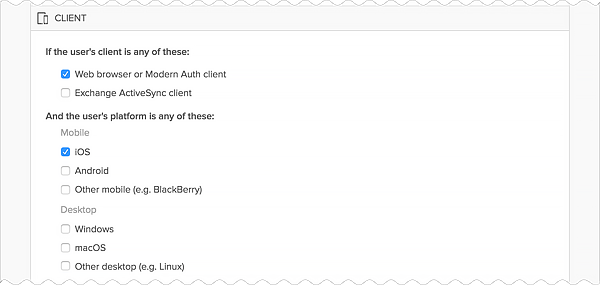 CLIENT
If the user's client is any of these:
Web browser or Modern Auth client
Exchange ActiveSync client
And the user's platform is any of these:
Mobile
iOS
Android
Other mobile (e.g. BlackBerry)
Desktop
Windows
macOS
Other desktop (e.g. Linux)